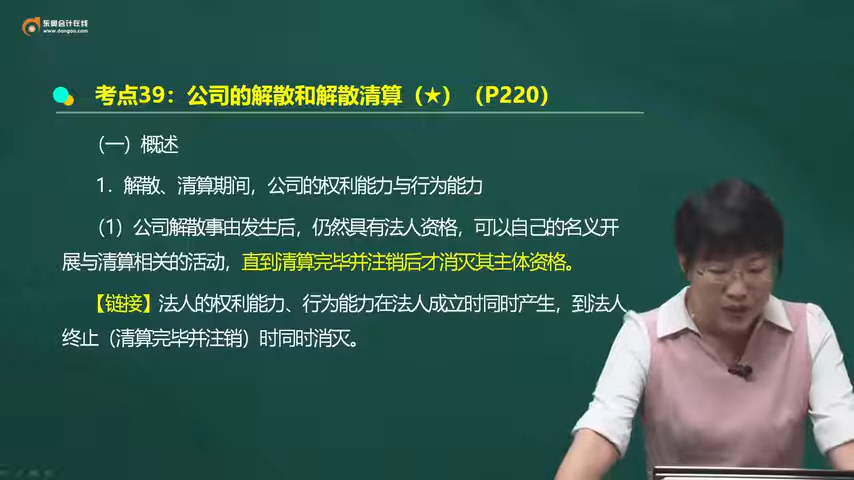 东奥会计在线
www.dongao.com
考点39：公司的解散和解散清算（★）（P220）
（一）概述
1．解散、清算期间，公司的权利能力与行为能力
（1）公司解散事由发生后，仍然具有法人资格，可以自己的名义开
展与清算相关的活动，直到清算完毕并注销后才消灭其主体资格。
【链接】法人的权利能力、行为能力在法人成立时同时产生，到法人
终止（清算完毕并注销）时同时消灭。